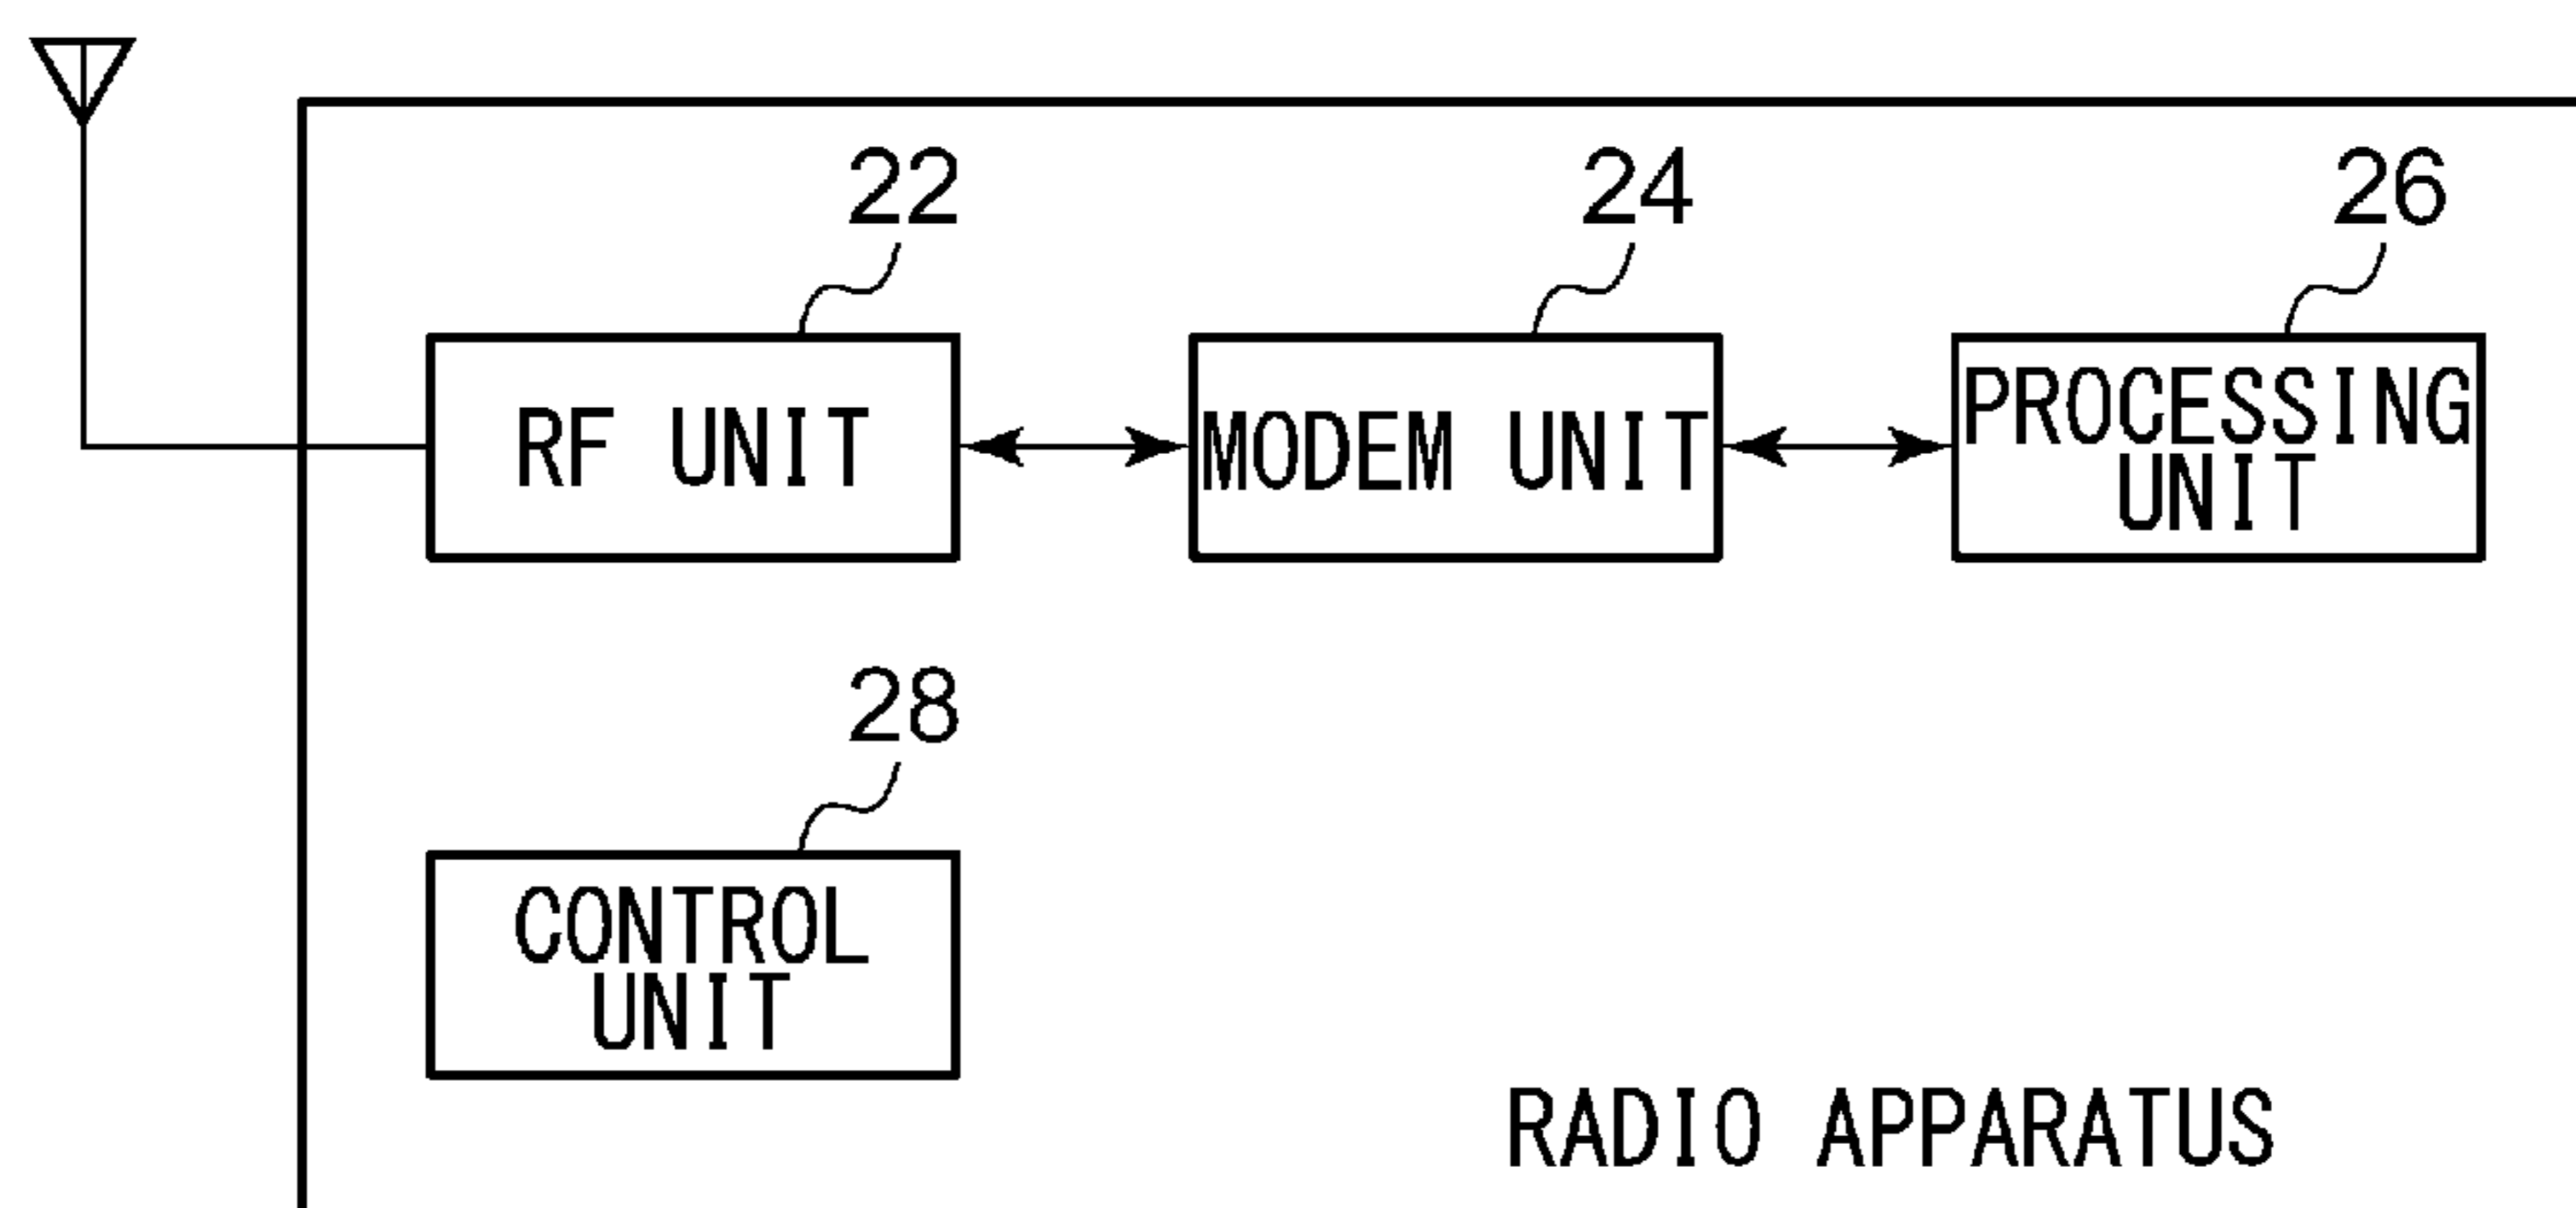 22
24
26
RF UNIT
MODEM UNIT
PROCESSING
UNIT
28
CONTROL
UNIT
RADIO APPARATUS